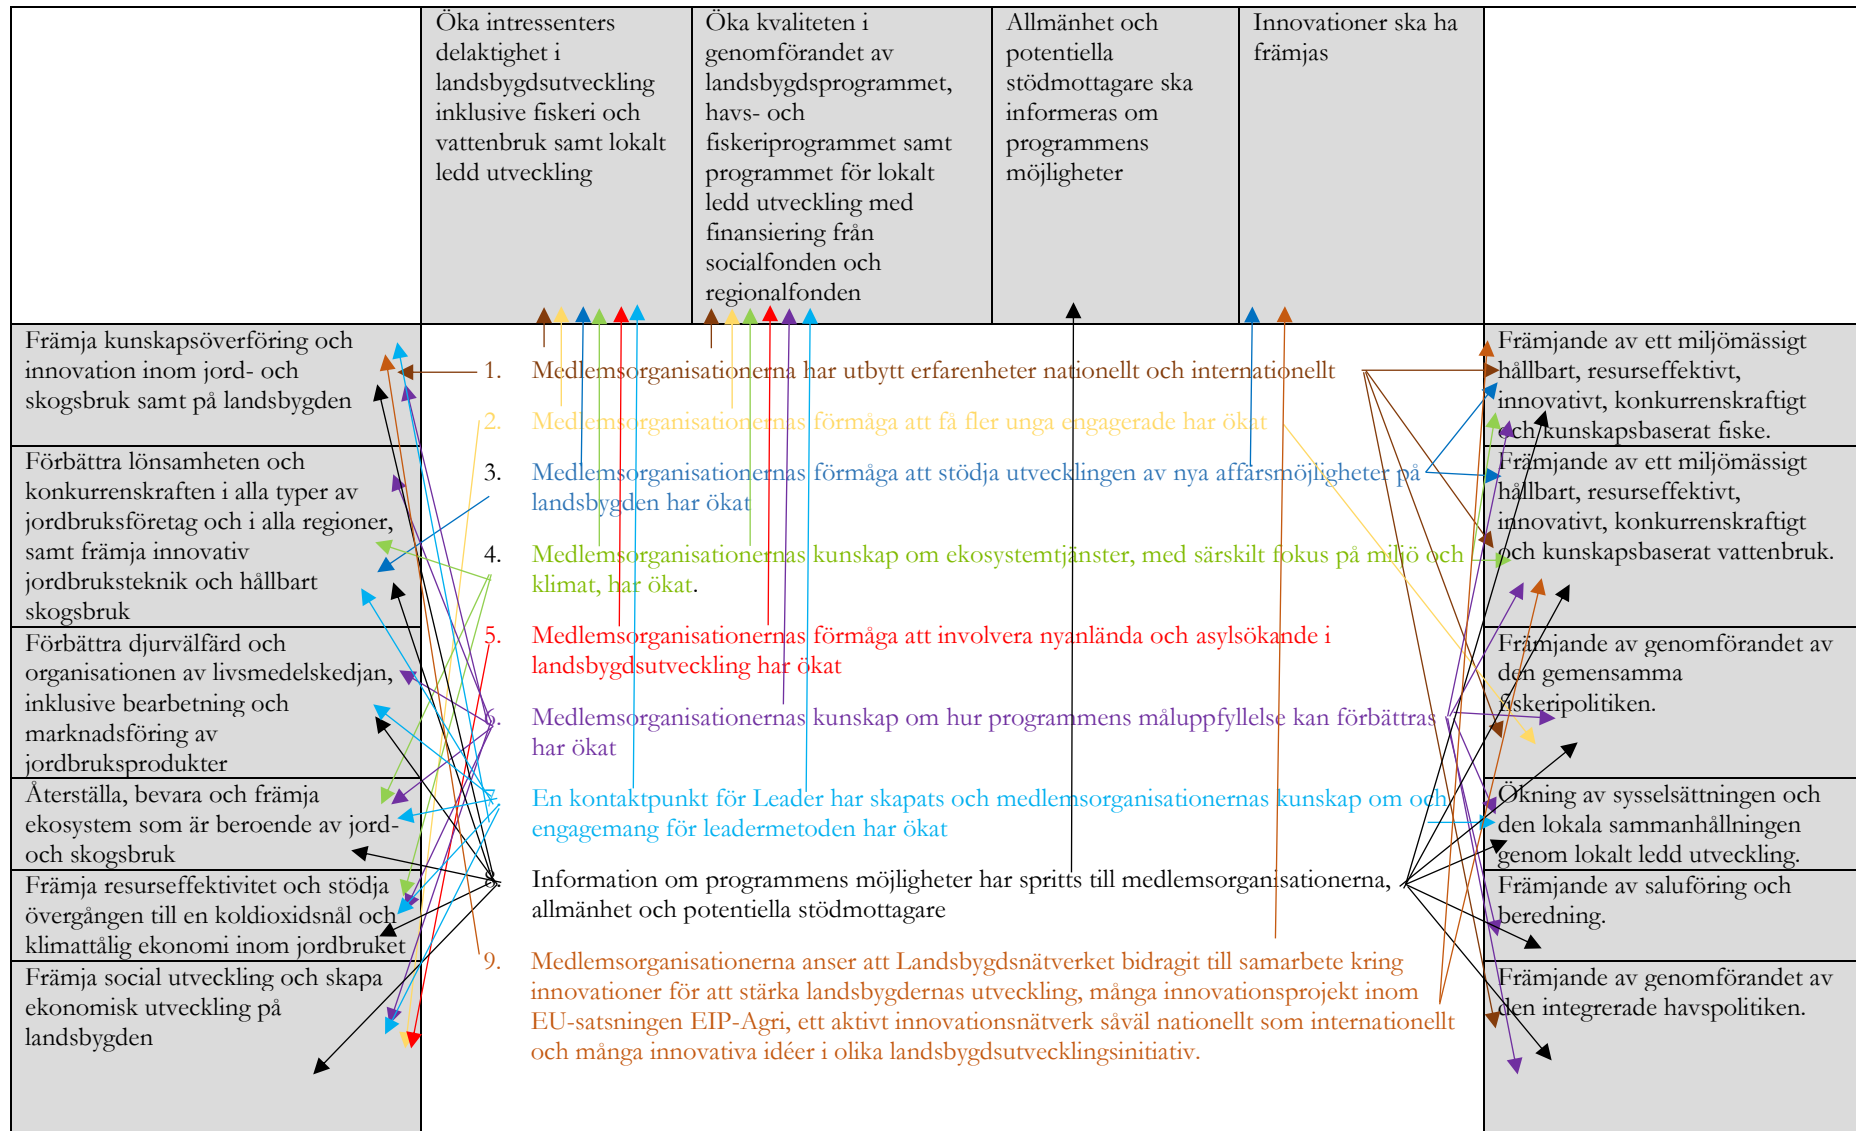 Öka intressenters
delaktighet i
landsbygdsutveckling
inklusive fiskeri och
vattenbruk samt lokalt
ledd utveckling
Öka kvaliteten i
genomförandet av
landsbygdsprogrammet,
havs- och
fiskeriprogrammet samt
programmet för lokalt
ledd utveckling med
finansiering från
socialfonden och
regionalfonden
Allmänhet och
potentiella
stödmottagare ska
informeras om
programmens
möjligheter
Innovationer ska ha
främjas
Främja kunskapsöverföring och
innovation inom jord- och
skogsbruk samt på landsbygden
Förbättra lönsamheten och
konkurrenskraften i alla typer av
jordbruksföretag och i alla regioner,
samt främja innovativ
jordbruksteknik och hållbart
skogsbruk
Förbättra djurvälfärd och
organisationen av livsmedelskedjan,
inklusive bearbetning och
marknadsföring av
jordbruksprodukter
Återställa, bevara och främja
ekosystem som är beroende av jord-
och skogsbruk
Främja resurseffektivitet och stödja
övergången till en koldioxidsnål och
klimattålig ekonomi inom jordbruket
Främja social utveckling och skapa
ekonomisk utveckling på
landsbygden
1. Medlemsorganisationerna har utbytt erfarenheter nationellt och internationellt
2. Medlemsorganisationernas förmåga att få fler unga engagerade har ökat
3. Medlemsorganisationernas förmåga att stödja utvecklingen av nya affärsmöjligheter på
landsbygden har ökat
4. Medlemsorganisationernas kunskap om ekosystemtjänster, med särskilt fokus på miljö och
klimat, har ökat.
5. Medlemsorganisationernas förmåga att involvera nyanlända och asylsökande i
landsbygdsutveckling har ökat
6. Medlemsorganisationernas kunskap om hur programmens måluppfyllelse kan förbättras
har ökat
7. En kontaktpunkt för Leader har skapats och medlemsorganisationernas kunskap om och
engagemang för leadermetoden har ökat
8. Information om programmens möjligheter har spritts till medlemsorganisationerna,
allmänhet och potentiella stödmottagare
9. Medlemsorganisationerna anser att Landsbygdsnätverket bidragit till samarbete kring
innovationer för att stärka landsbygdernas utveckling, många innovationsprojekt inom
EU-satsningen EIP-Agri, ett aktivt innovationsnätverk såväl nationellt som internationellt
och många innovativa idéer i olika landsbygdsutvecklingsinitiativ.
Främjande av ett miljömässigt
hållbart, resurseffektivt,
innovativt, konkurrenskraftigt
och kunskapsbaserat fiske.
Främjande av ett miljömässigt
hållbart, resurseffektivt,
innovativt, konkurrenskraftigt
och kunskapsbaserat vattenbruk.
Främjande av genomförandet av
den gemensamma
fiskeripolitiken.
Ökning av sysselsättningen och
den lokala sammanhållningen
genom lokalt ledd utveckling.
Främjande av saluföring och
beredning.
Främjande av genomförandet av
den integrerade havspolitiken.